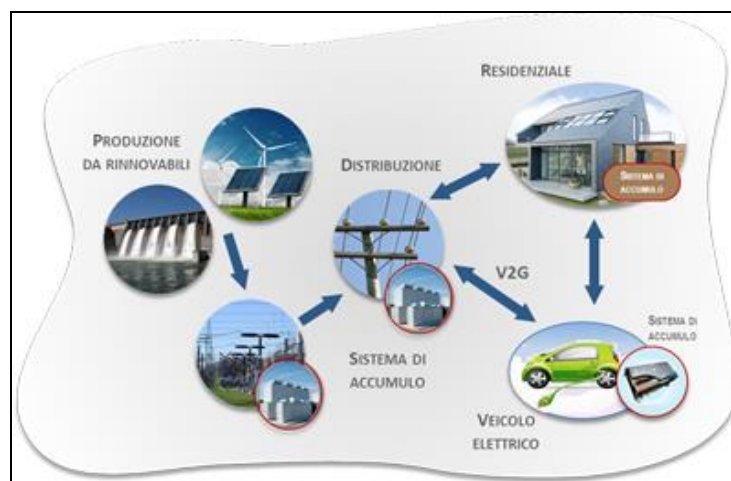 PRODUZIONE
DA RINNOVABILI
DISTRIBUZIONE
RESIDENZIALE
SISTEMA DI
ACCUMULO
V2G
SISTEMA DI
ACCUMULO
SISTEMA DI
ACCUMULO
VEICOLO
ELETTRICO